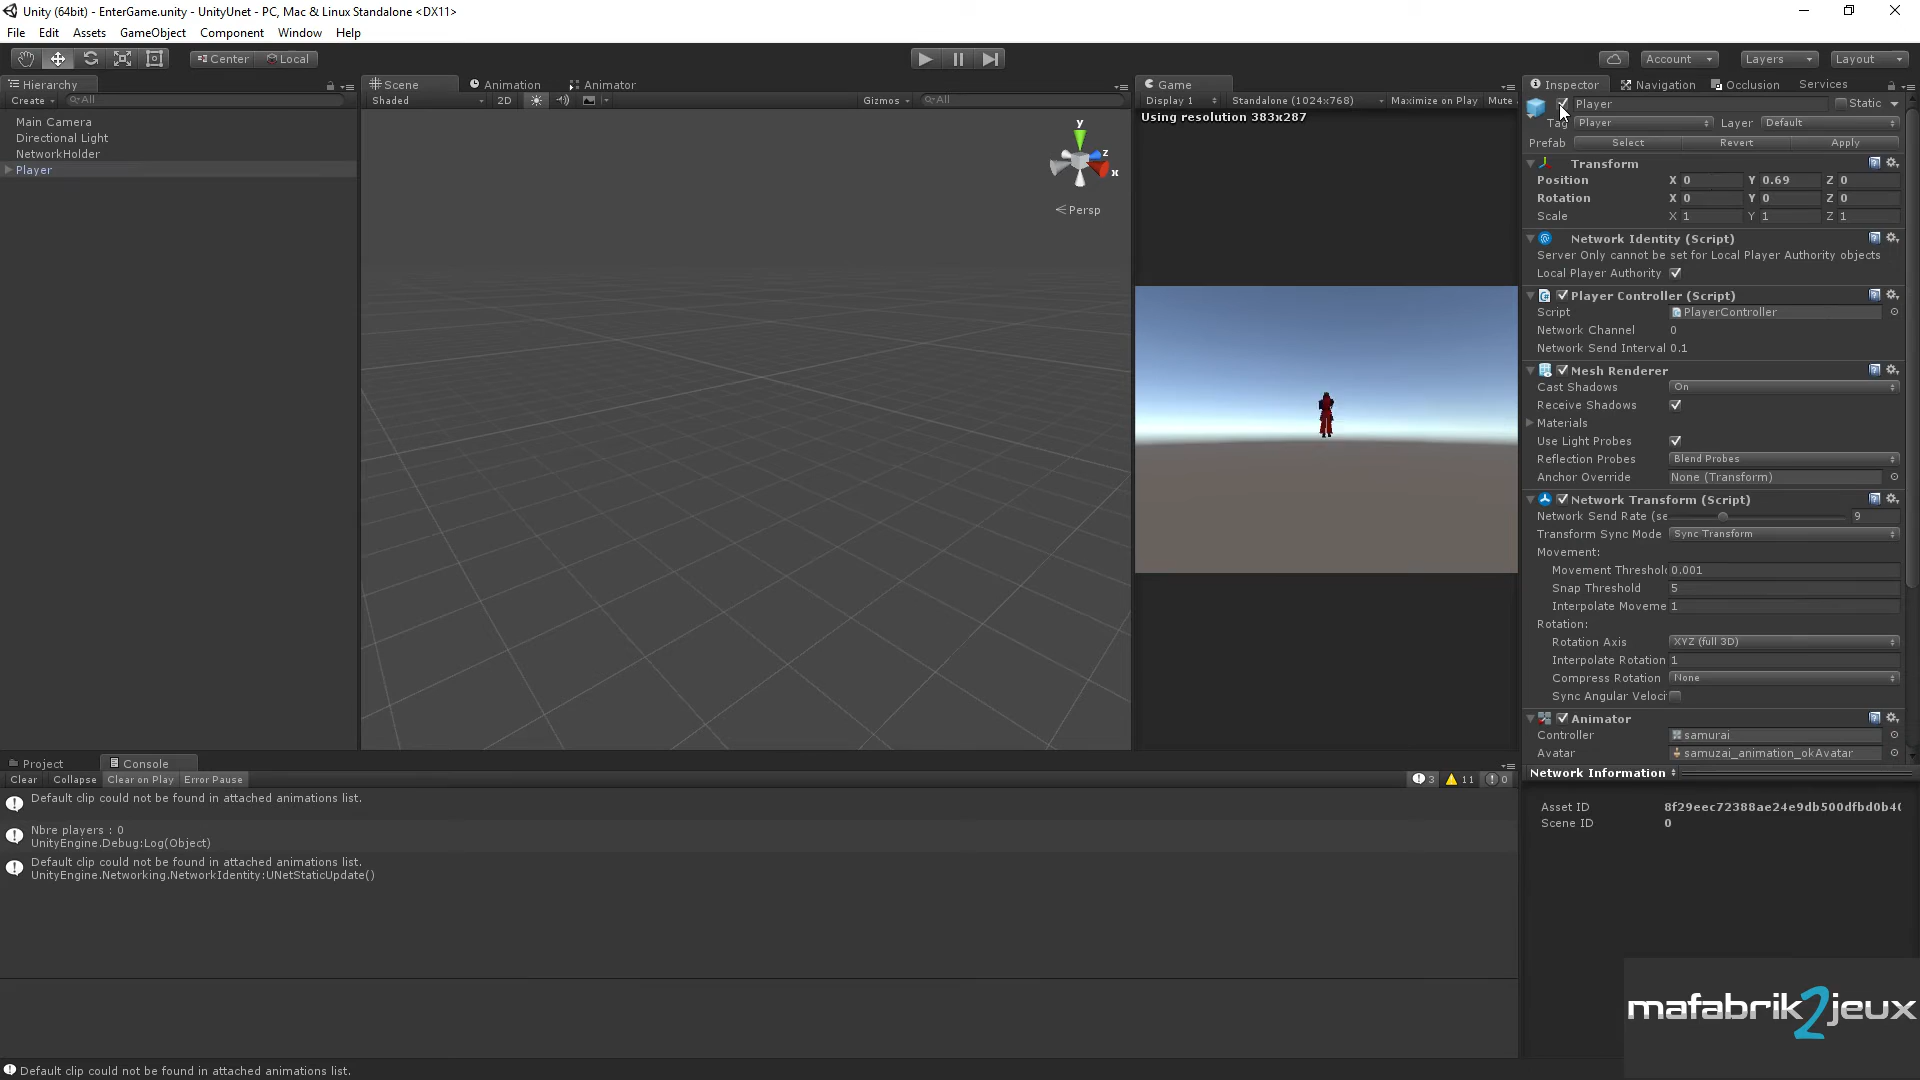 Unity (64bit) - EnterGame.unity - UnityUnet - PC, Mac & Linux Standalone <DX11>
File Edit Assets GameObject Component Window Help
Center Local Account Layers Layout
Hierarchy
Create All
Main Camera
Directional Light
NetworkHolder
Player
Scene Animation Animator
Shaded 2D Gizmos All
y
z
x
Persp
Game
Display 1 Standalone (1024x768) Maximize on Play Mute
Using resolution 383x287
Inspector Navigation Occlusion Services
Player Static
Tag Player Layer Default
Prefab Select Revert Apply
Transform
Position X 0 Y 0.69 Z 0
Rotation X 0 Y 0 Z 0
Scale X 1 Y 1 Z 1
Network Identity (Script)
Server Only cannot be set for Local Player Authority objects
Local Player Authority
Player Controller (Script)
Script PlayerController
Network Channel 0
Network Send Interval 0.1
Mesh Renderer
Cast Shadows On
Receive Shadows
Materials
Use Light Probes
Reflection Probes Blend Probes
Anchor Override None (Transform)
Network Transform (Script)
Network Send Rate (se 9
Transform Sync Mode Sync Transform
Movement:
Movement Threshol 0.001
Snap Threshold 5
Interpolate Moveme 1
Rotation:
Rotation Axis XYZ (full 3D)
Interpolate Rotation 1
Compress Rotation None
Sync Angular Veloci
Animator
Controller samurai
Avatar samuzai_animation_okAvatar
Network Information
Asset ID 8f29eec72388ae24e9db500dfbd0b4(
Scene ID 0
Project Console
Clear Collapse Clear on Play Error Pause 3 11 0
Default clip could not be found in attached animations list.
Nbre players : 0
UnityEngine.Debug:Log(Object)
Default clip could not be found in attached animations list.
UnityEngine.Networking.NetworkIdentity:UNetStaticUpdate()
mafabrik2jeux
Default clip could not be found in attached animations list.